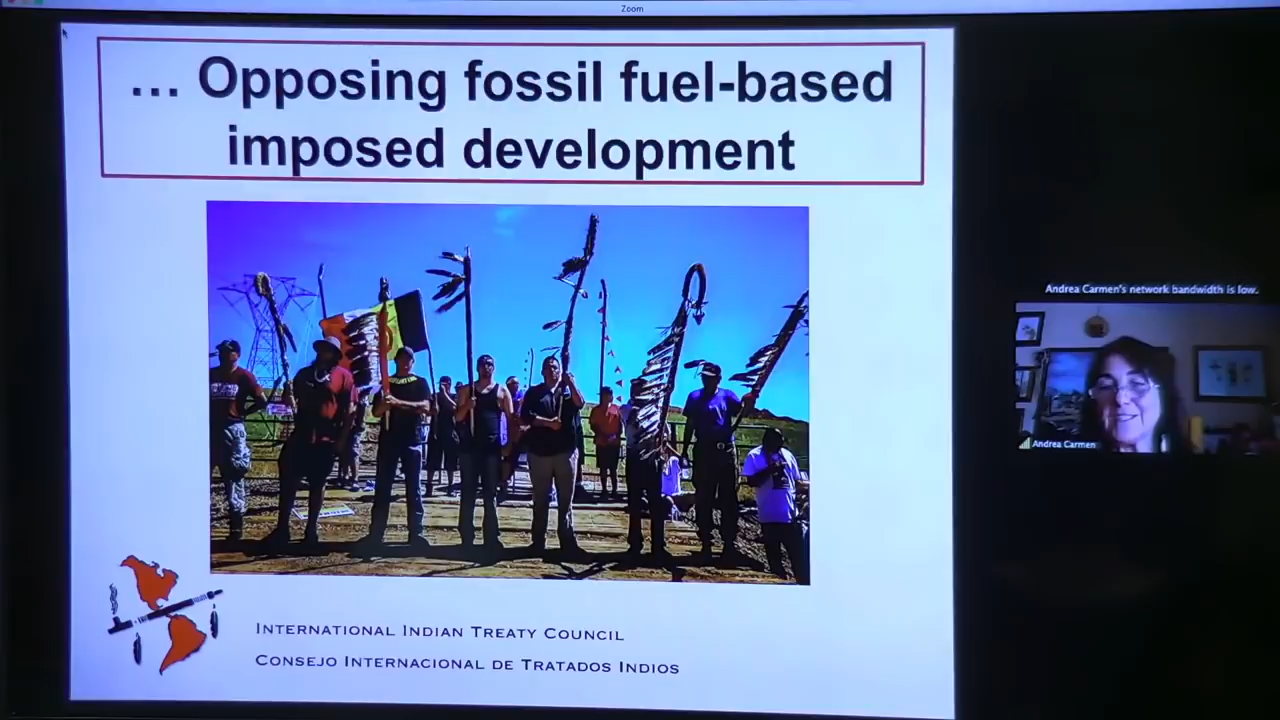 Zoom
... Opposing fossil fuel-based
imposed development
Andrea Carmen's network bandwidth is low.
Andrea Carmen
INTERNATIONAL INDIAN TREATY COUNCIL
CONSEJO INTERNACIONAL DE TRATADOS INDIOS